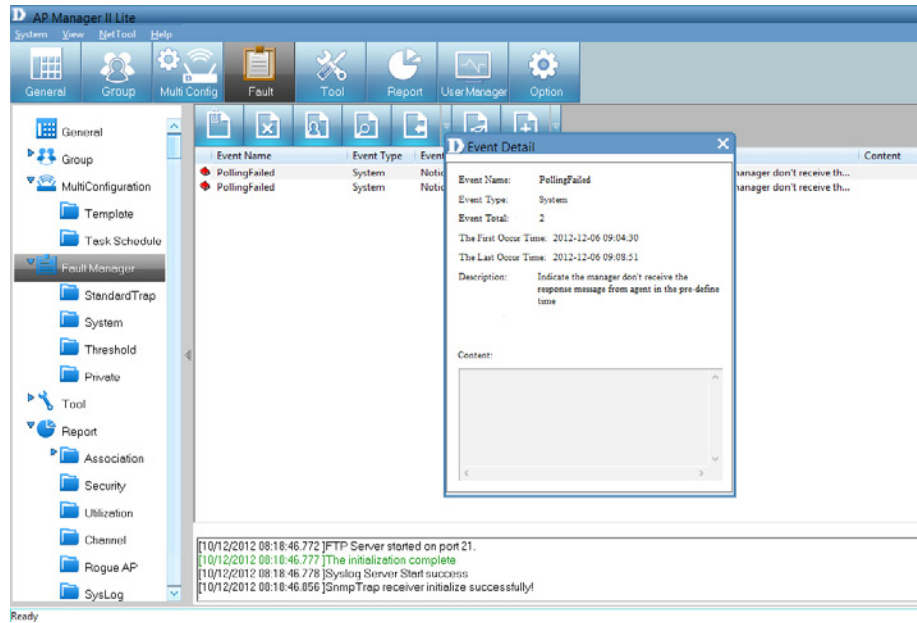 D AP Manager II Lite
System View NetTool Help
General Group Multi Config Fault Tool Report UserManager Option
General
Group
MultiConfiguration
Template
Task Schedule
Fault Manager
StandardTrap
System
Threshold
Private
Tool
Report
Association
Security
Utilization
Channel
Rogue AP
SysLog
Event Name Event Type Event Content
PollingFailed System Notic manager don't receive th...
PollingFailed System Notic manager don't receive th...
D Event Detail
Event Name: PollingFailed
Event Type: System
Event Total: 2
The First Occur Time: 2012-12-06 09:04:30
The Last Occur Time: 2012-12-06 09:08:51
Description: Indicate the manager don't receive the
response message from agent in the pre-define
time
Content:
[10/12/2012 08:18:46.772 ]FTP Server started on port 21.
[10/12/2012 08:18:46.777 ]The initialization complete
[10/12/2012 08:18:46.778 ]Syslog Server Start success
[10/12/2012 08:18:46.856 ]SnmpTrap receiver initialize successfully!
Ready